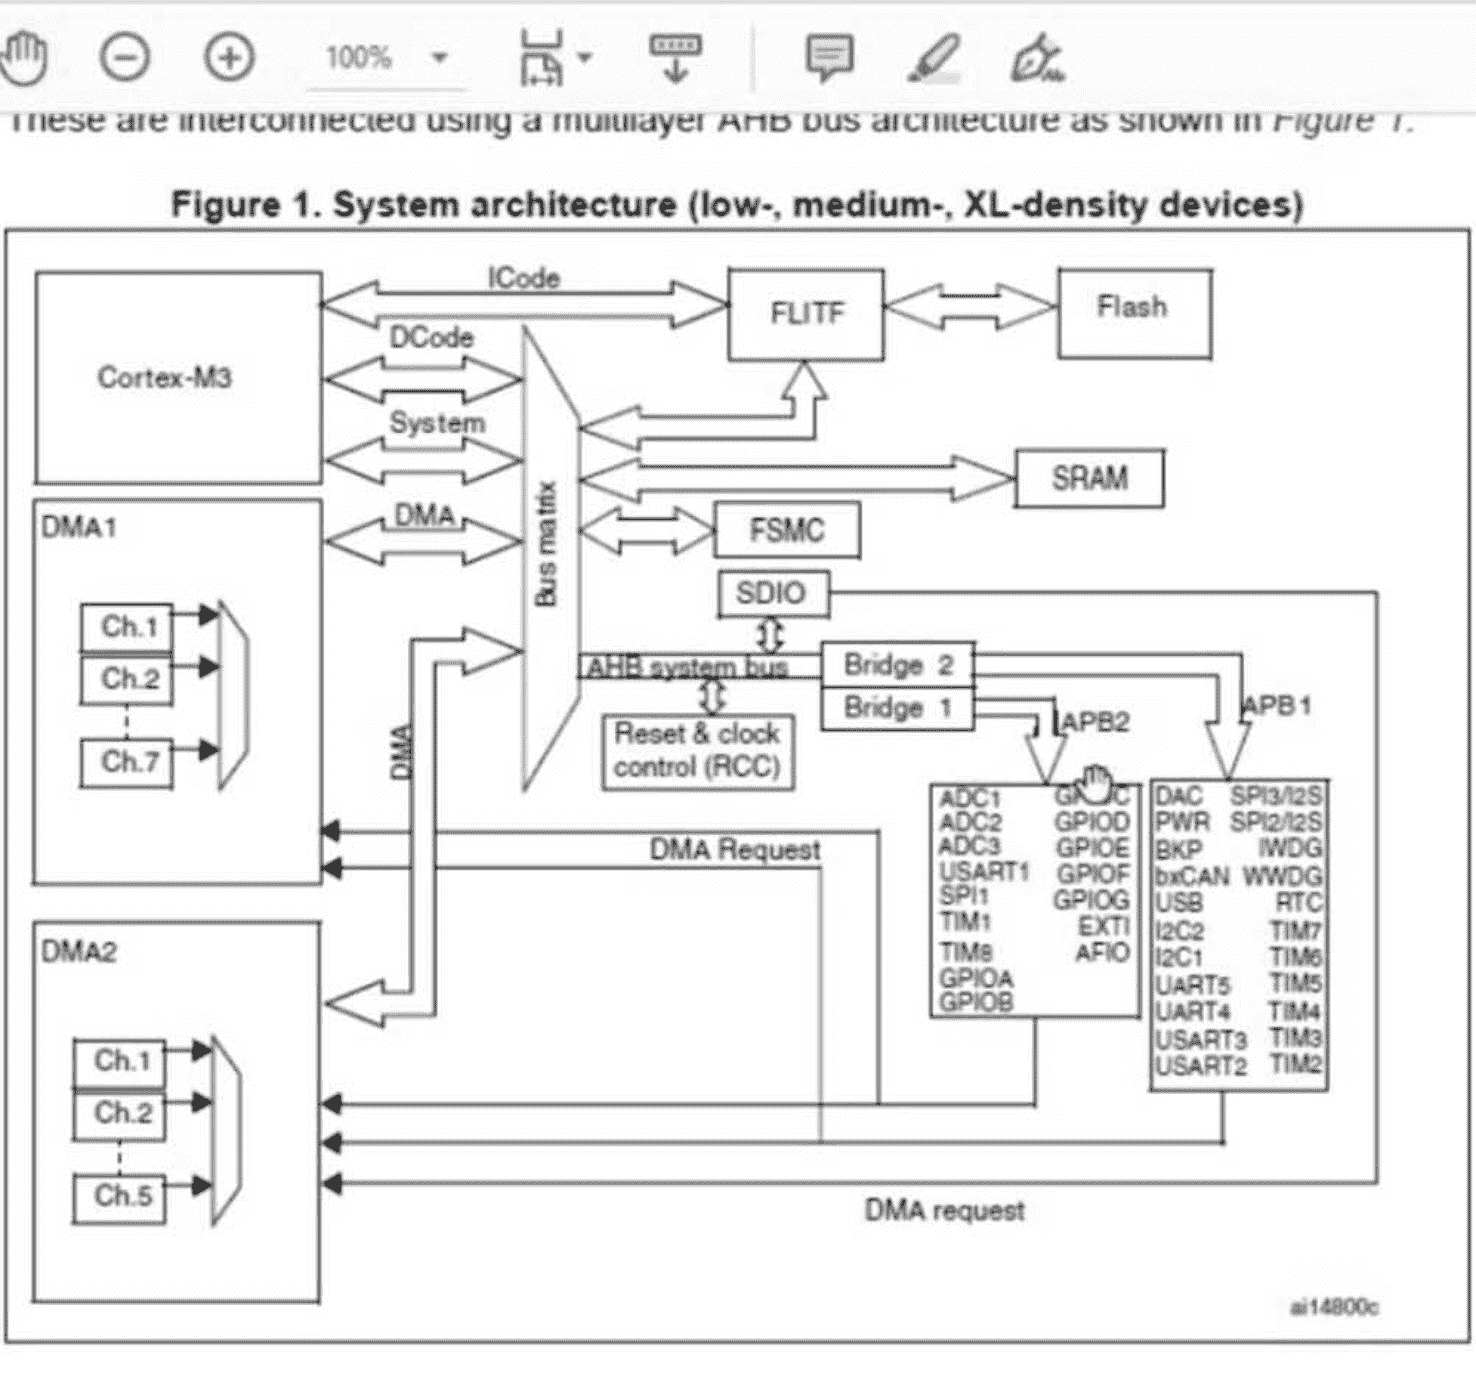 100%
These are interconnected using a multilayer AHB bus architecture as shown in Figure 1.
Figure 1. System architecture (low-, medium-, XL-density devices)
ICode
FLITF
Flash
DCode
Cortex-M3
System
SRAM
DMA
FSMC
Bus matrix
DMA1
Ch.1
Ch.2
Ch.7
SDIO
AHB system bus
Bridge 2
Bridge 1
APB2
APB1
Reset & clock
control (RCC)
DMA
DMA Request
ADC1
ADC2 GPIOD
ADC3 GPIOE
USART1 GPIOF
SPI1 GPIOG
TIM1 EXTI
TIM8 AFIO
GPIOA
GPIOB
DAC SPI3/I2S
PWR SPI2/I2S
BKP IWDG
bxCAN WWDG
USB RTC
I2C2 TIM7
I2C1 TIM6
UART5 TIM5
UART4 TIM4
USART3 TIM3
USART2 TIM2
DMA2
Ch.1
Ch.2
Ch.5
DMA request
ai14800c